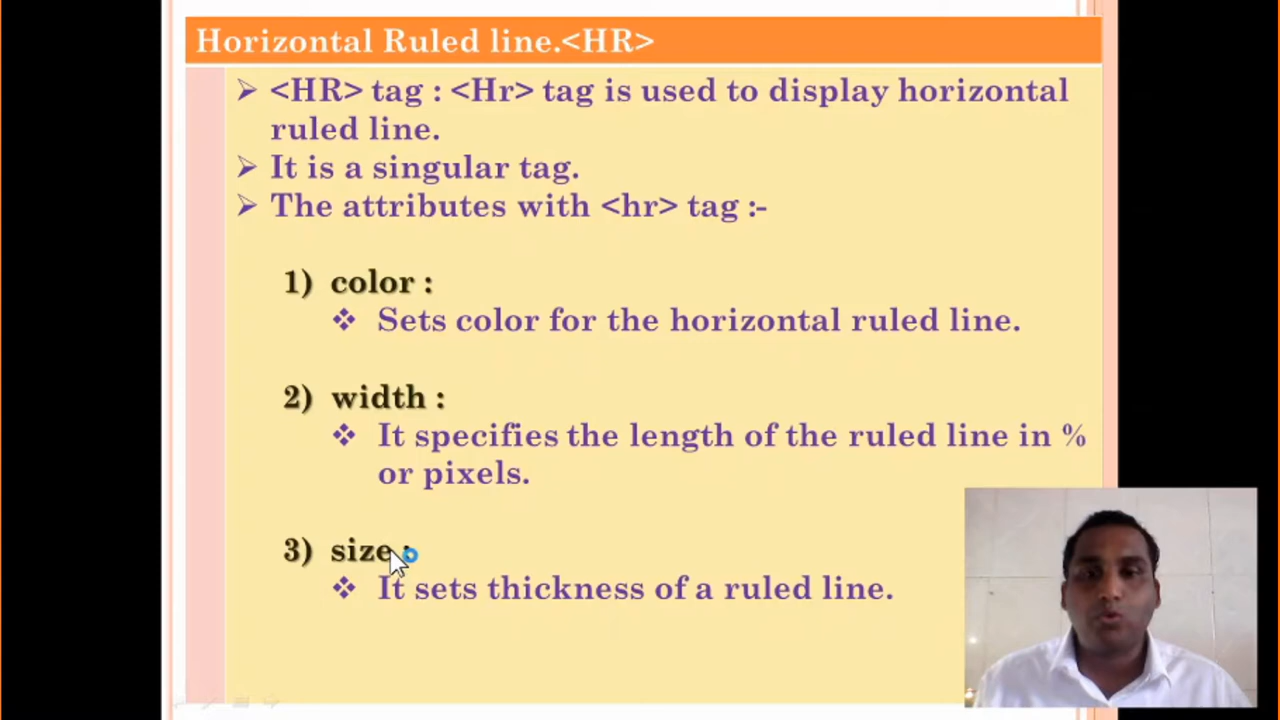 Horizontal Ruled line.<HR>
<HR> tag : <Hr> tag is used to display horizontal
ruled line.
It is a singular tag.
The attributes with <hr> tag :-
1) color :
Sets color for the horizontal ruled line.
2) width :
It specifies the length of the ruled line in %
or pixels.
3) size :
It sets thickness of a ruled line.